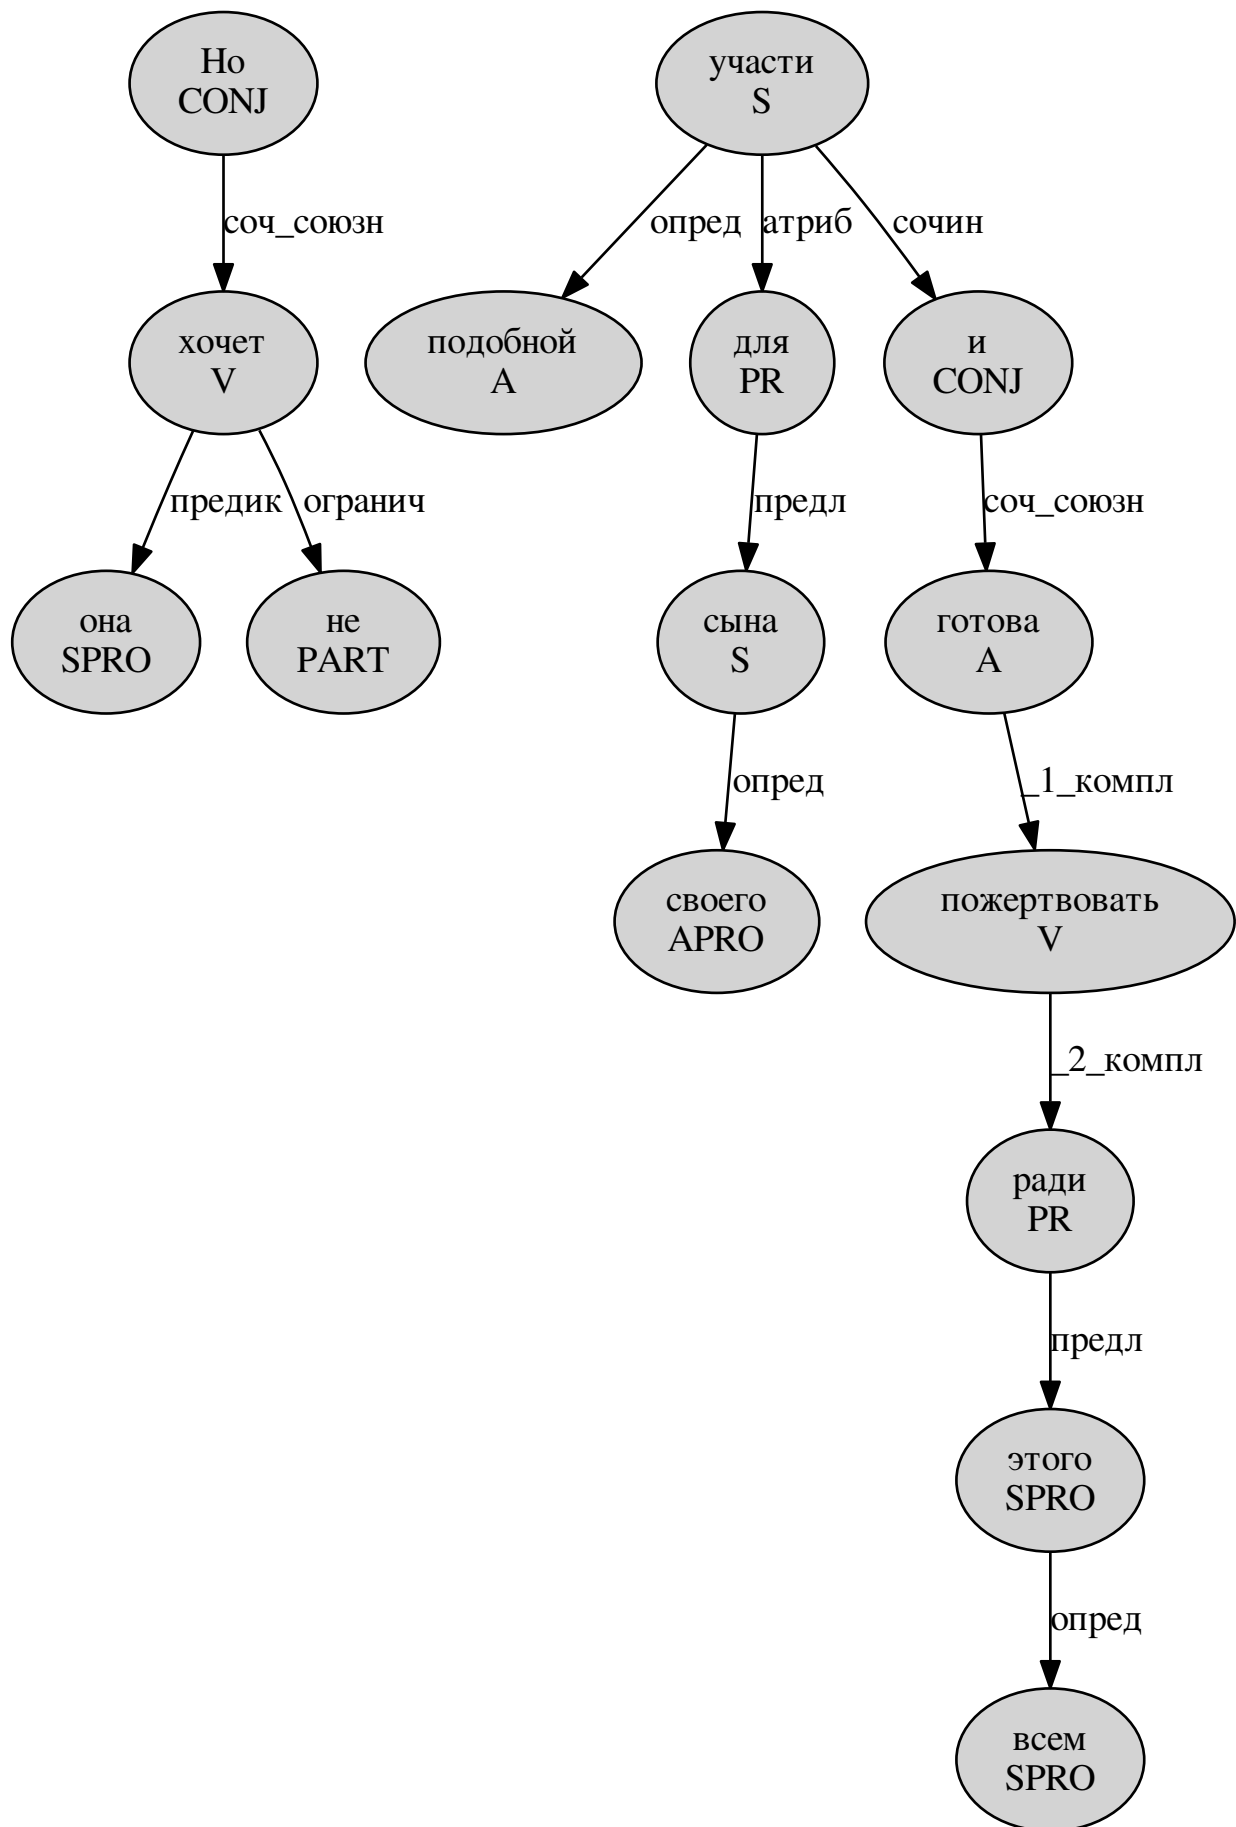 Но
CONJ
участи
S
соч_союзн
опред
атриб
сочин
хочет
V
подобной
A
для
PR
и
CONJ
предик
огранич
предл
соч_союзн
она
SPRO
не
PART
сына
S
готова
A
опред
_1_компл
своего
APRO
пожертвовать
V
_2_компл
ради
PR
предл
этого
SPRO
опред
всем
SPRO